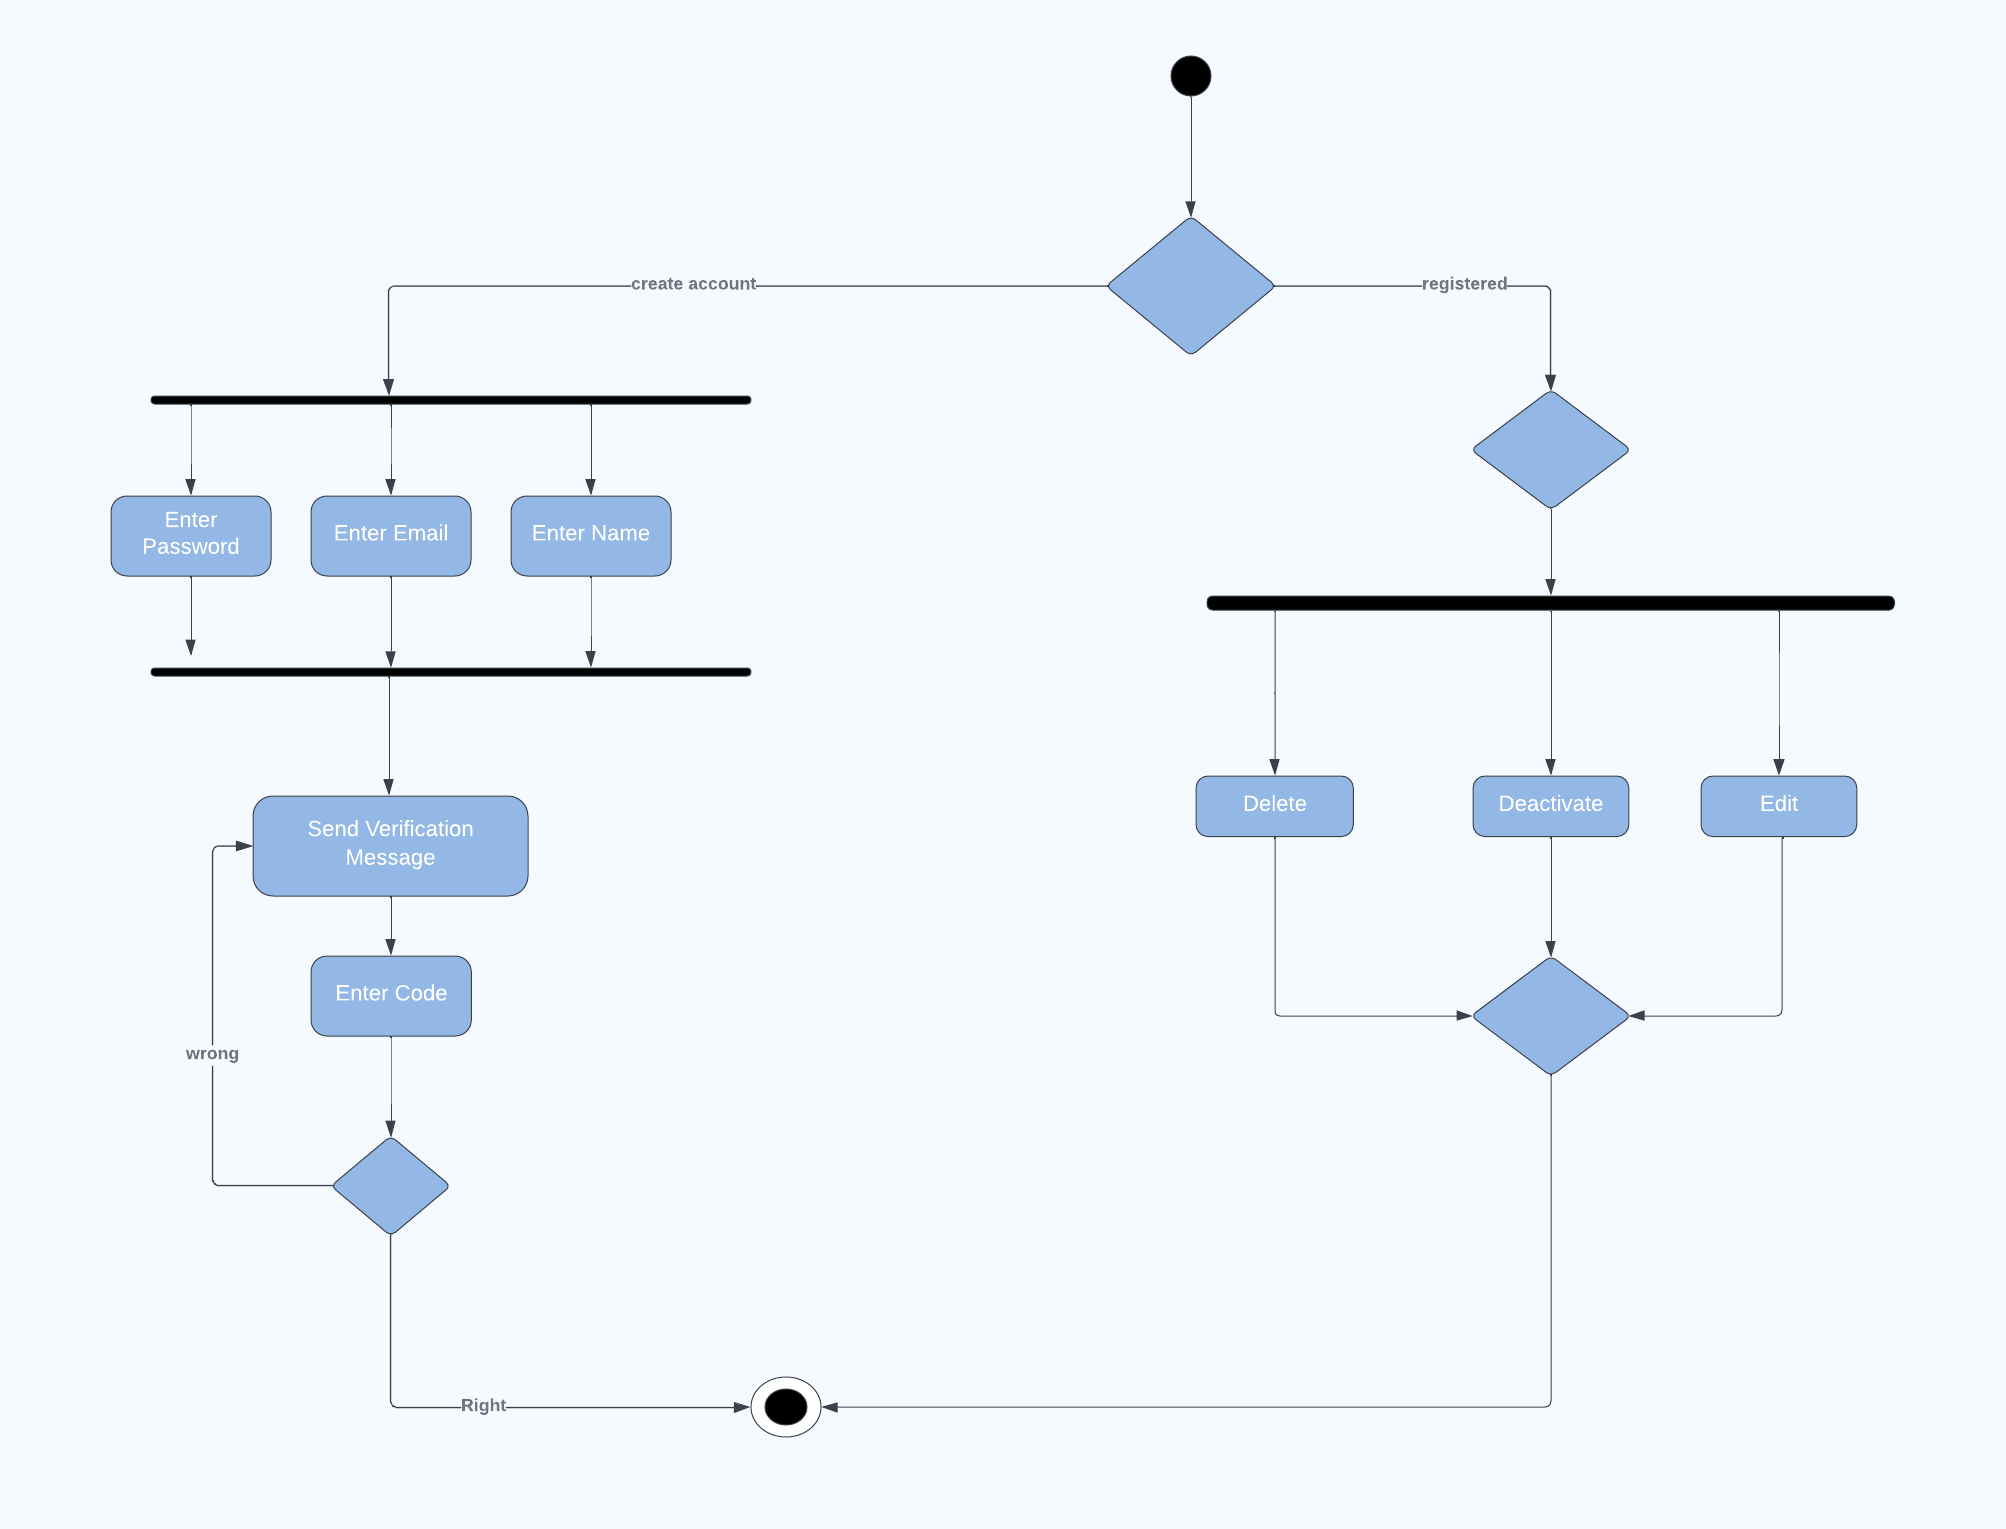 create account
registered
Enter
Password
Enter Email
Enter Name
Delete
Deactivate
Edit
Send Verification
Message
Enter Code
wrong
Right